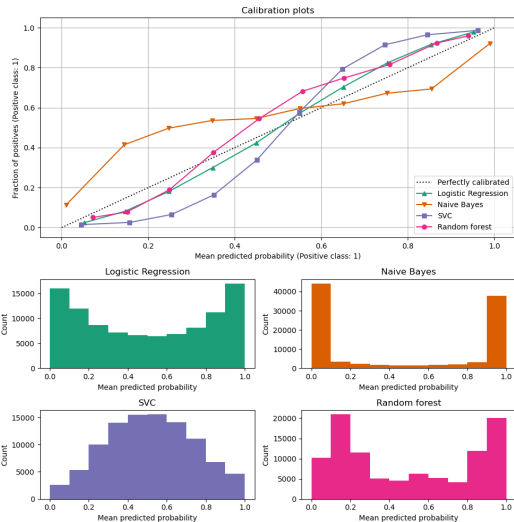 Calibration plots
Fraction of positives (Positive class: 1)
1.0
0.8
0.6
0.4
0.2
0.0
Perfectly calibrated
Logistic Regression
Naive Bayes
SVC
Random forest
0.0 0.2 0.4 0.6 0.8 1.0
Mean predicted probability (Positive class: 1)
Logistic Regression
Count
15000
10000
5000
0
0.0 0.2 0.4 0.6 0.8 1.0
Mean predicted probability
Naive Bayes
Count
40000
30000
20000
10000
0
0.0 0.2 0.4 0.6 0.8 1.0
Mean predicted probability
SVC
Count
15000
10000
5000
0
0.0 0.2 0.4 0.6 0.8 1.0
Mean predicted probability
Random forest
Count
20000
15000
10000
5000
0
0.0 0.2 0.4 0.6 0.8 1.0
Mean predicted probability